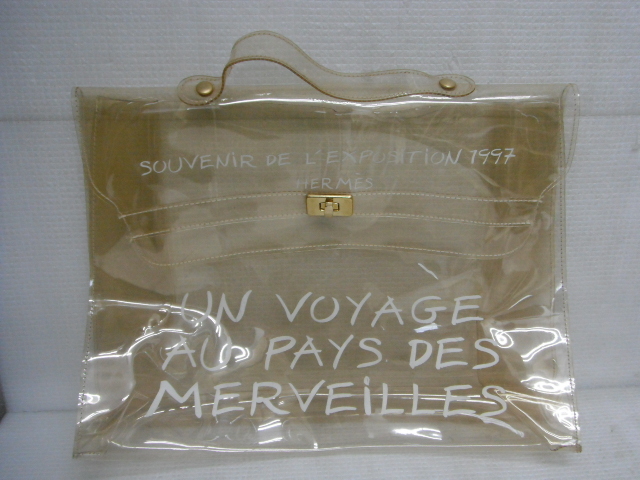 SOUVENIR DE L'EXPOSITION 1997
HERMÈS
UN VOYAGE
AU PAYS DES
MERVEILLES